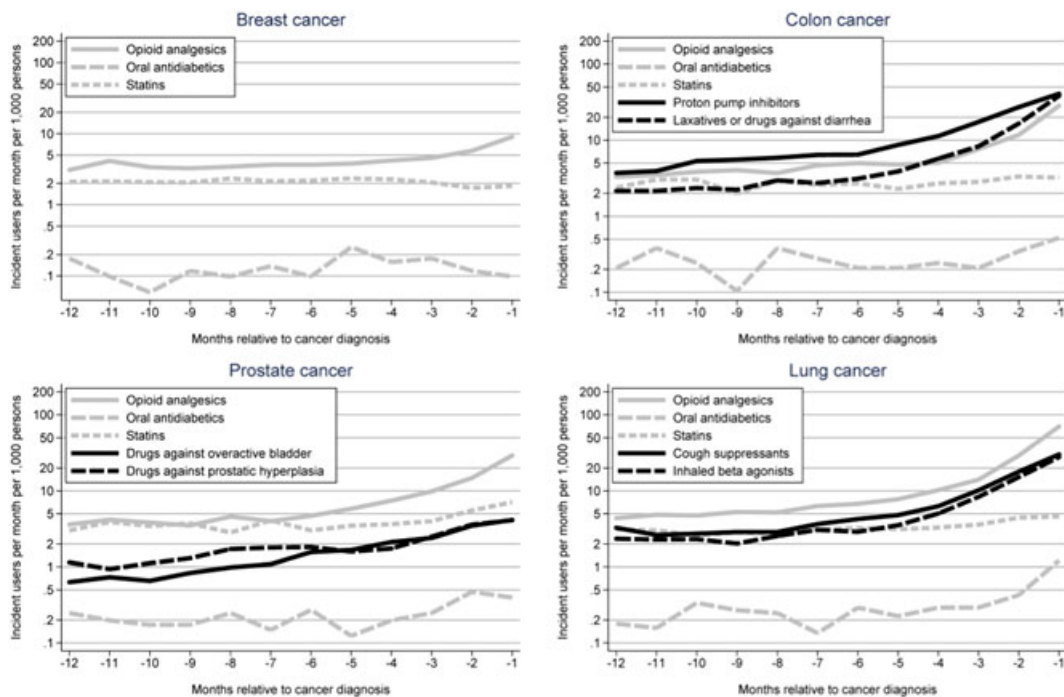 Breast cancer
Incident users per month per 1,000 persons
200
100
50
20
10
5
2
1
.5
.2
.1
Opioid analgesics
Oral antidiabetics
Statins
-12 -11 -10 -9 -8 -7 -6 -5 -4 -3 -2 -1
Months relative to cancer diagnosis
Colon cancer
Incident users per month per 1,000 persons
200
100
50
20
10
5
2
1
.5
.2
.1
Opioid analgesics
Oral antidiabetics
Statins
Proton pump inhibitors
Laxatives or drugs against diarrhea
-12 -11 -10 -9 -8 -7 -6 -5 -4 -3 -2 -1
Months relative to cancer diagnosis
Prostate cancer
Incident users per month per 1,000 persons
200
100
50
20
10
5
2
1
.5
.2
.1
Opioid analgesics
Oral antidiabetics
Statins
Drugs against overactive bladder
Drugs against prostatic hyperplasia
-12 -11 -10 -9 -8 -7 -6 -5 -4 -3 -2 -1
Months relative to cancer diagnosis
Lung cancer
Incident users per month per 1,000 persons
200
100
50
20
10
5
2
1
.5
.2
.1
Opioid analgesics
Oral antidiabetics
Statins
Cough suppressants
Inhaled beta agonists
-12 -11 -10 -9 -8 -7 -6 -5 -4 -3 -2 -1
Months relative to cancer diagnosis